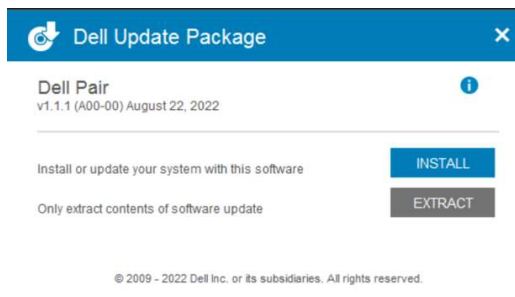 Dell Update Package
Dell Pair
v1.1.1 (A00-00) August 22, 2022
Install or update your system with this software
INSTALL
Only extract contents of software update
EXTRACT
© 2009 - 2022 Dell Inc. or its subsidiaries. All rights reserved.